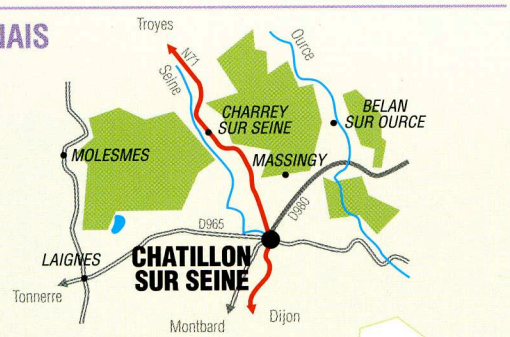 NAIS
Troyes
N71
Seine
Ource
CHARREY
SUR SEINE
BELAN
SUR OURCE
MOLESMES
MASSINGY
D965
D980
LAIGNES
CHATILLON
SUR SEINE
Tonnerre
Montbard
Dijon